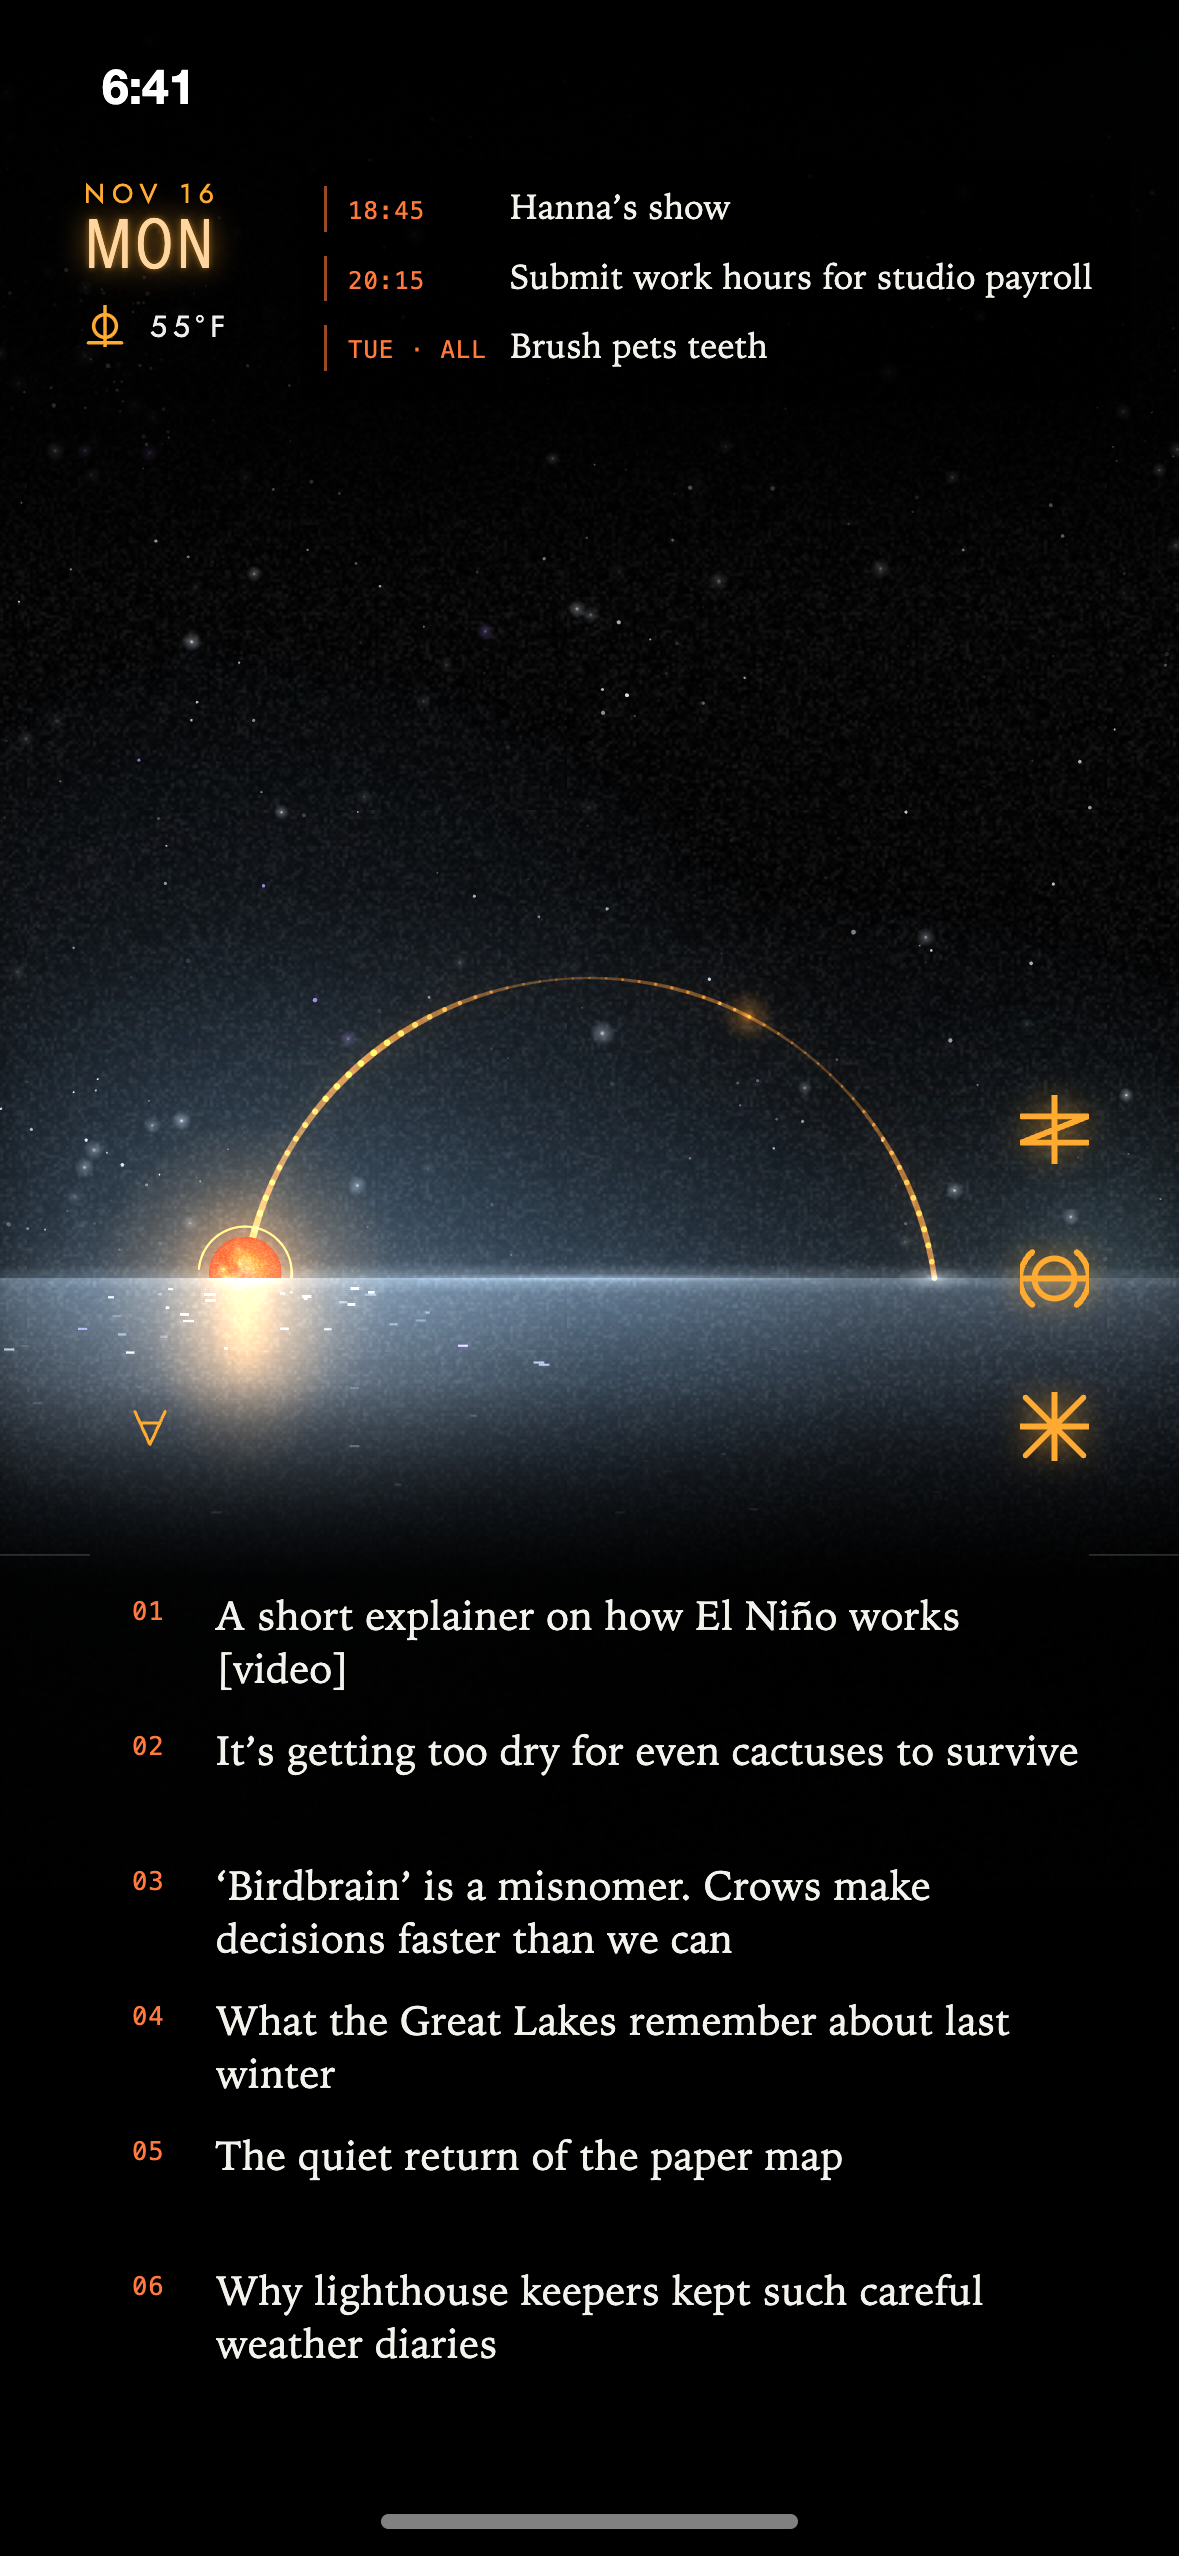 6:41
NOV 16
MON
55°F
18:45 Hanna’s show
20:15 Submit work hours for studio payroll
TUE · ALL Brush pets teeth
01 A short explainer on how El Niño works
[video]
02 It’s getting too dry for even cactuses to survive
03 ‘Birdbrain’ is a misnomer. Crows make
decisions faster than we can
04 What the Great Lakes remember about last
winter
05 The quiet return of the paper map
06 Why lighthouse keepers kept such careful
weather diaries